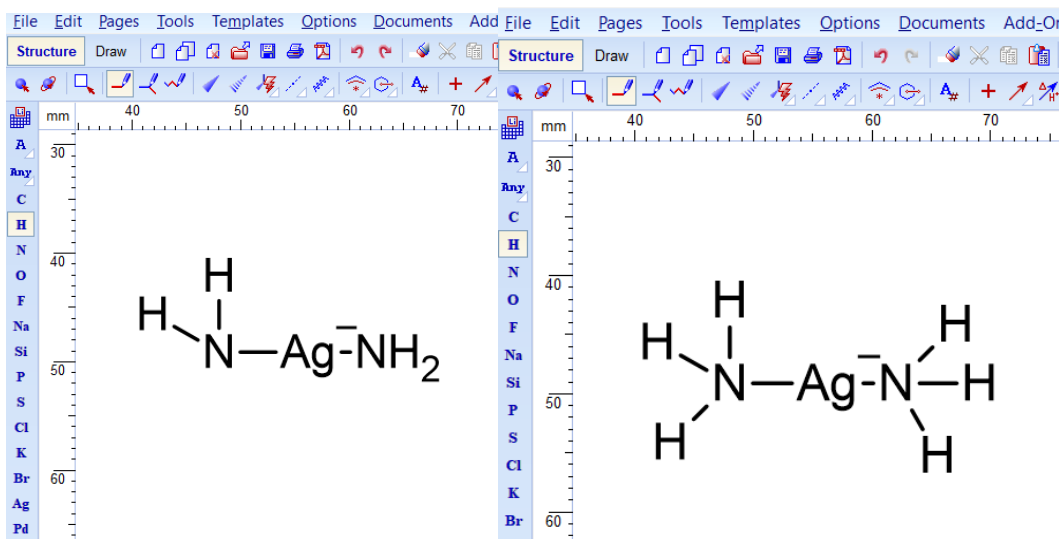 File Edit Pages Tools Templates Options Documents Add
Structure Draw
mm 40 50 60 70
30
40
50
60
A
Any
C
H
N
O
F
Na
Si
P
S
Cl
K
Br
Ag
Pd
H
H
N Ag NH2
File Edit Pages Tools Templates Options Documents Add-On
Structure Draw
mm 40 50 60 70
30
40
50
60
A
Any
C
H
N
O
F
Na
Si
P
S
Cl
K
Br
H H
H N Ag N H
H H